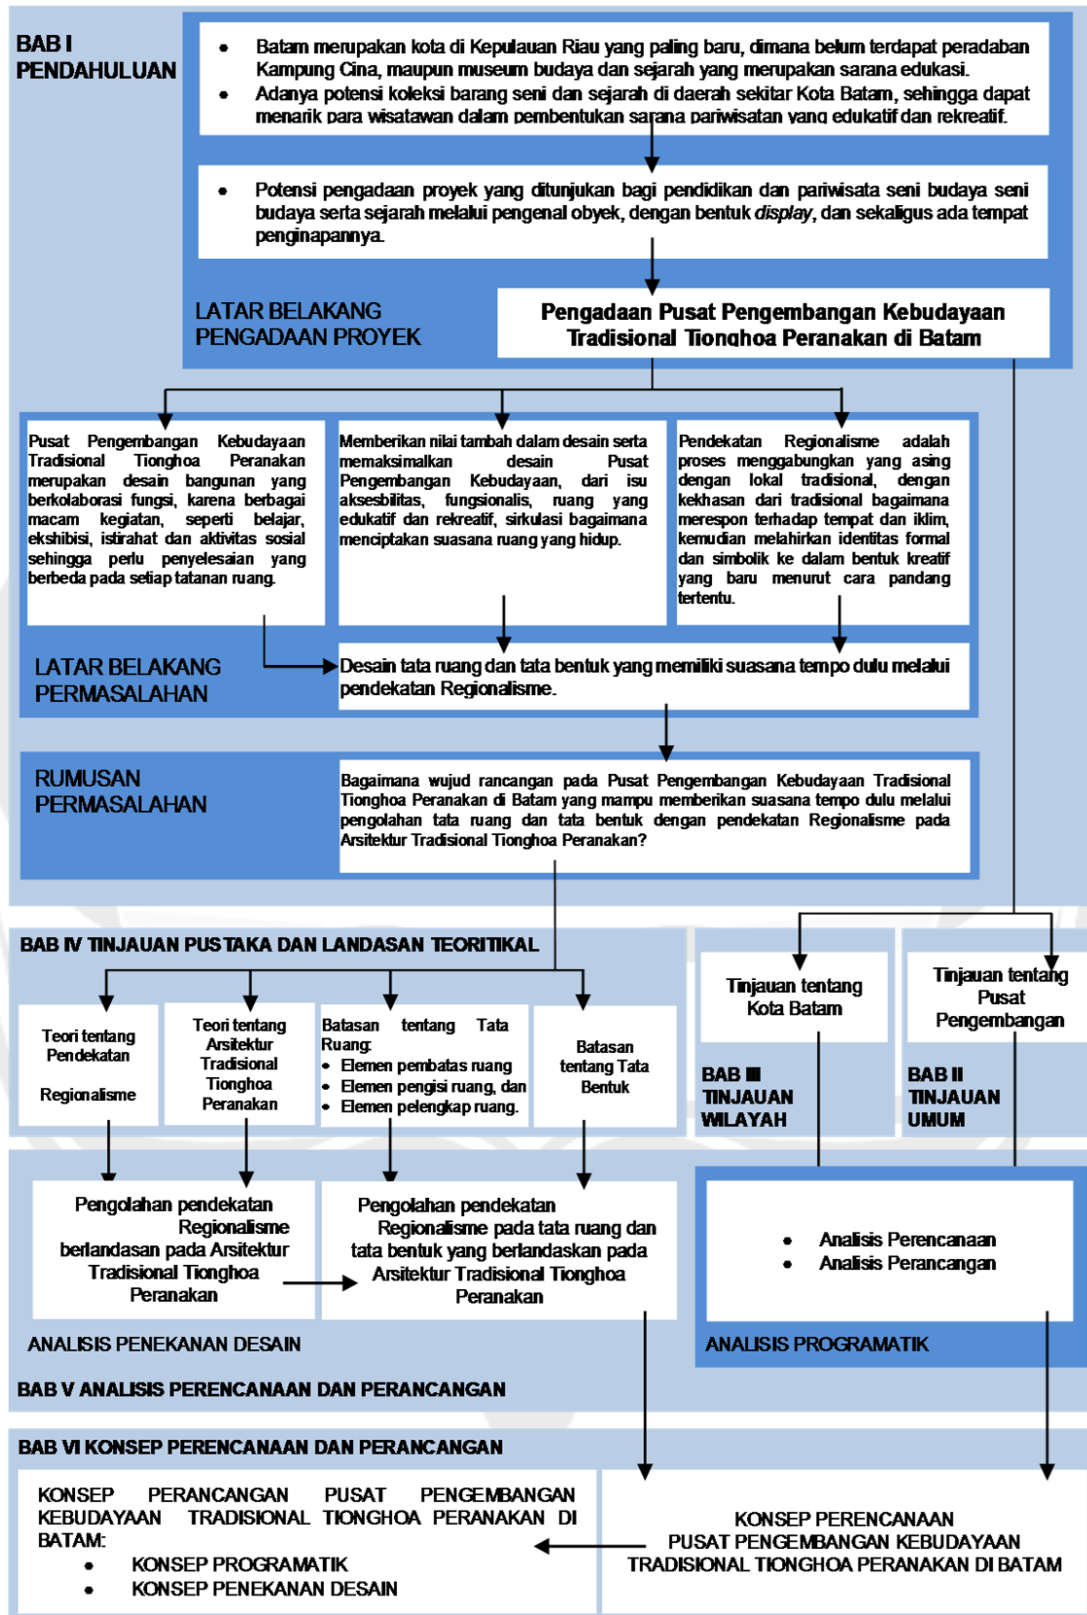 BAB I
PENDAHULUAN
• Batam merupakan kota di Kepulauan Riau yang paling baru, dimana belum terdapat peradaban
Kampung Cina, maupun museum budaya dan sejarah yang merupakan sarana edukasi.
• Adanya potensi koleksi barang seni dan sejarah di daerah sekitar Kota Batam, sehingga dapat
menarik para wisatawan dalam pembentukan sarana pariwisatan yang edukatif dan rekreatif.
• Potensi pengadaan proyek yang ditunjukan bagi pendidikan dan pariwisata seni budaya seni
budaya serta sejarah melalui pengenal obyek, dengan bentuk display, dan sekaligus ada tempat
penginapannya.
LATAR BELAKANG
PENGADAAN PROYEK
Pengadaan Pusat Pengembangan Kebudayaan
Tradisional Tionghoa Peranakan di Batam
Pusat Pengembangan Kebudayaan
Tradisional Tionghoa Peranakan
merupakan desain bangunan yang
berkolaborasi fungsi, karena berbagai
macam kegiatan, seperti belajar,
ekshibisi, istirahat dan aktivitas sosial
sehingga perlu penyelesaian yang
berbeda pada setiap tatanan ruang.
Memberikan nilai tambah dalam desain serta
memaksimalkan desain Pusat
Pengembangan Kebudayaan, dari isu
aksesbilitas, fungsionalis, ruang yang
edukatif dan rekreatif, sirkulasi bagaimana
menciptakan suasana ruang yang hidup.
Pendekatan Regionalisme adalah
proses menggabungkan yang asing
dengan lokal tradisional, dengan
kekhasan dari tradisional bagaimana
merespon terhadap tempat dan iklim,
kemudian melahirkan identitas formal
dan simbolik ke dalam bentuk kreatif
yang baru menurut cara pandang
tertentu.
LATAR BELAKANG
PERMASALAHAN
Desain tata ruang dan tata bentuk yang memiliki suasana tempo dulu melalui
pendekatan Regionalisme.
RUMUSAN
PERMASALAHAN
Bagaimana wujud rancangan pada Pusat Pengembangan Kebudayaan Tradisional
Tionghoa Peranakan di Batam yang mampu memberikan suasana tempo dulu melalui
pengolahan tata ruang dan tata bentuk dengan pendekatan Regionalisme pada
Arsitektur Tradisional Tionghoa Peranakan?
BAB IV TINJAUAN PUSTAKA DAN LANDASAN TEORITIKAL
Teori tentang
Pendekatan
Regionalisme
Teori tentang
Arsitektur
Tradisional
Tionghoa
Peranakan
Batasan tentang Tata
Ruang:
• Elemen pembatas ruang
• Elemen pengisi ruang, dan
• Elemen pelengkap ruang.
Batasan
tentang Tata
Bentuk
Tinjauan tentang
Kota Batam
BAB III
TINJAUAN
WILAYAH
Tinjauan tentang
Pusat
Pengembangan
BAB II
TINJAUAN
UMUM
Pengolahan pendekatan
Regionalisme
berlandasan pada Arsitektur
Tradisional Tionghoa
Peranakan
Pengolahan pendekatan
Regionalisme pada tata ruang dan
tata bentuk yang berlandaskan pada
Arsitektur Tradisional Tionghoa
Peranakan
• Analisis Perencanaan
• Analisis Perancangan
ANALISIS PENEKANAN DESAIN
ANALISIS PROGRAMATIK
BAB V ANALISIS PERENCANAAN DAN PERANCANGAN
BAB VI KONSEP PERENCANAAN DAN PERANCANGAN
KONSEP PERANCANGAN PUSAT PENGEMBANGAN
KEBUDAYAAN TRADISIONAL TIONGHOA PERANAKAN DI
BATAM:
• KONSEP PROGRAMATIK
• KONSEP PENEKANAN DESAIN
KONSEP PERENCANAAN
PUSAT PENGEMBANGAN KEBUDAYAAN
TRADISIONAL TIONGHOA PERANAKAN DI BATAM